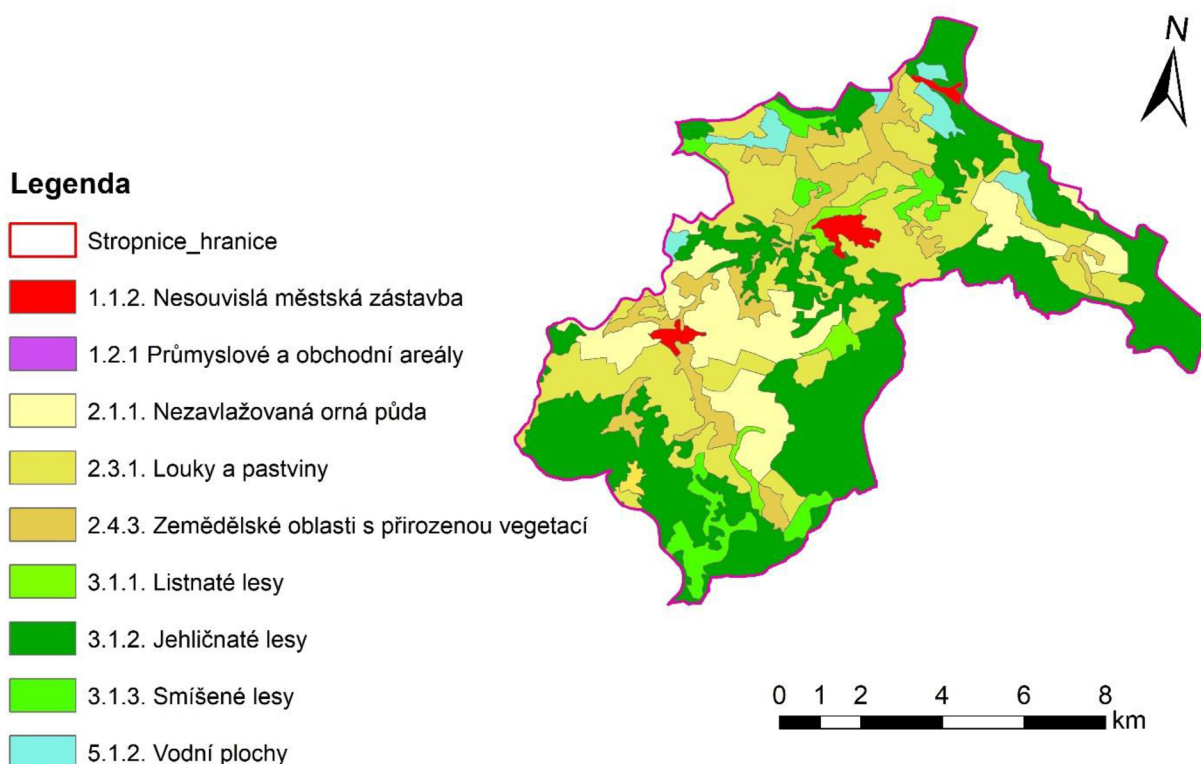 N
Legenda
Stropnice_hranice
1.1.2. Nesouvislá městská zástavba
1.2.1 Průmyslové a obchodní areály
2.1.1. Nezavlažovaná orná půda
2.3.1. Louky a pastviny
2.4.3. Zemědělské oblasti s přirozenou vegetací
3.1.1. Listnaté lesy
3.1.2. Jehličnaté lesy
3.1.3. Smíšené lesy
5.1.2. Vodní plochy
0 1 2 4 6 8
km